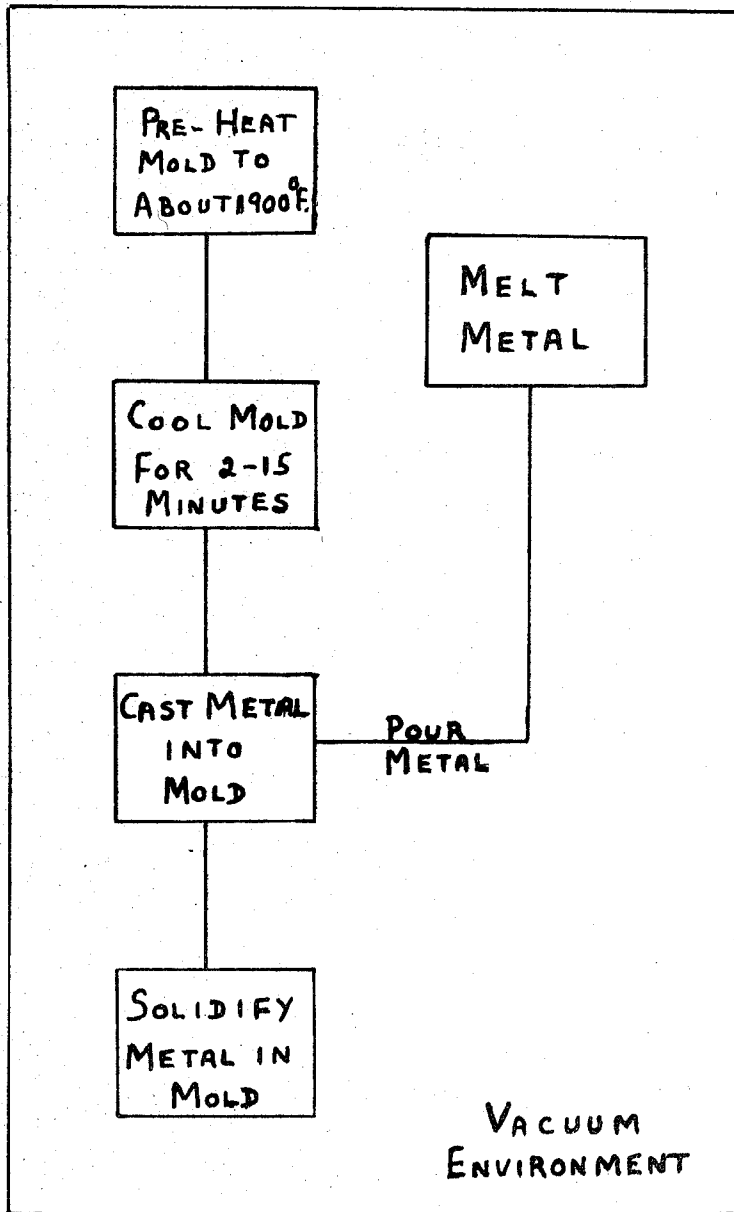 PRE-HEAT
MOLD TO
ABOUT 1900°F.
MELT
METAL
COOL MOLD
FOR 2-15
MINUTES
CAST METAL
INTO
MOLD
POUR
METAL
SOLIDIFY
METAL IN
MOLD
VACUUM
ENVIRONMENT